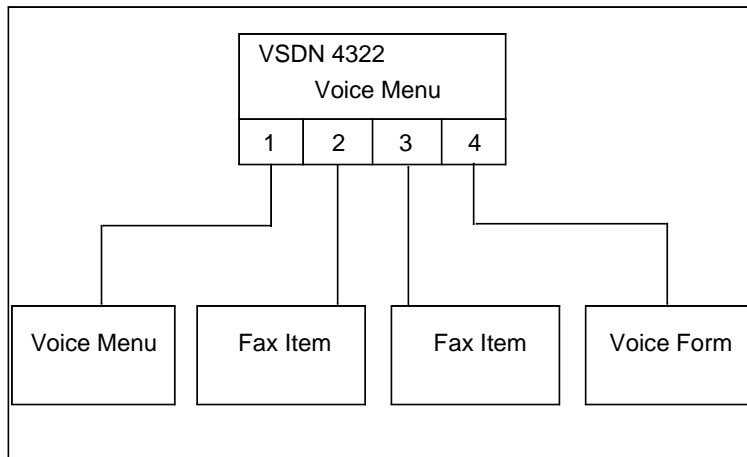 VSDN 4322
Voice Menu
1 2 3 4
Voice Menu Fax Item Fax Item Voice Form